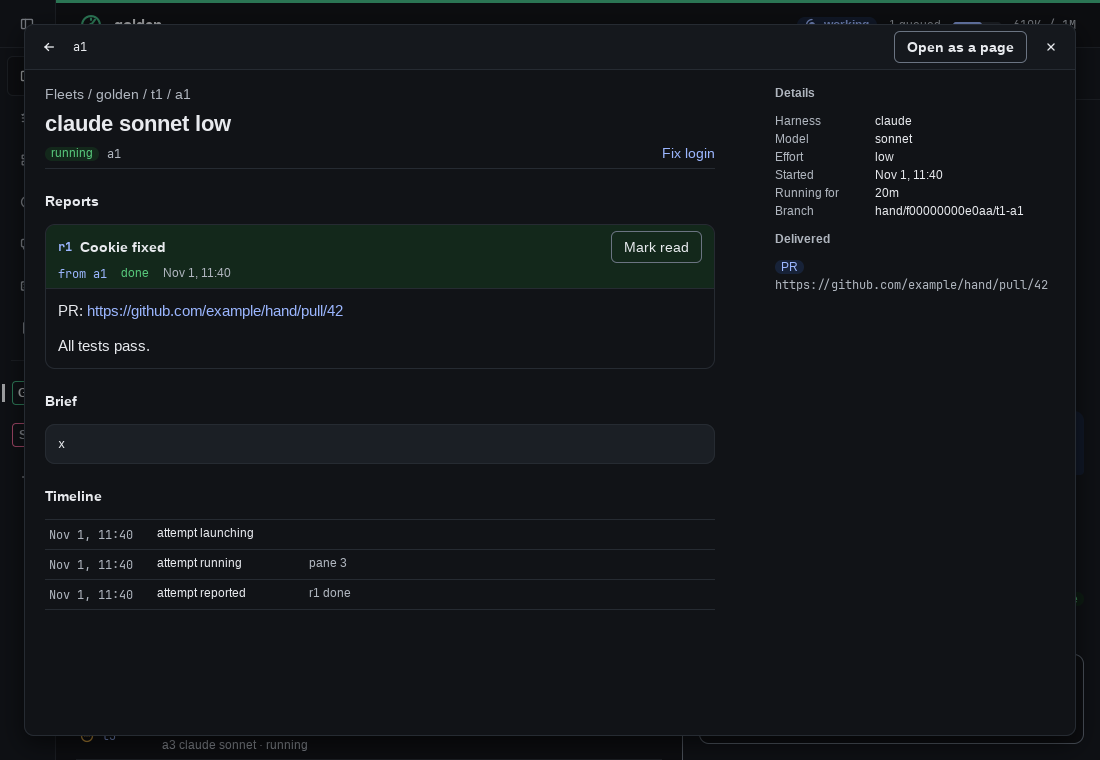 golden
working
1 queued
a1
Open as a page
Fleets / golden / t1 / a1
claude sonnet low
running a1
Fix login
Reports
r1 Cookie fixed
Mark read
from a1 done Nov 1, 11:40
PR: https://github.com/example/hand/pull/42
All tests pass.
Brief
x
Timeline
Nov 1, 11:40 attempt launching
Nov 1, 11:40 attempt running pane 3
Nov 1, 11:40 attempt reported r1 done
Details
Harness claude
Model sonnet
Effort low
Started Nov 1, 11:40
Running for 20m
Branch hand/f00000000e0aa/t1-a1
Delivered
PR
https://github.com/example/hand/pull/42
a3 claude sonnet · running